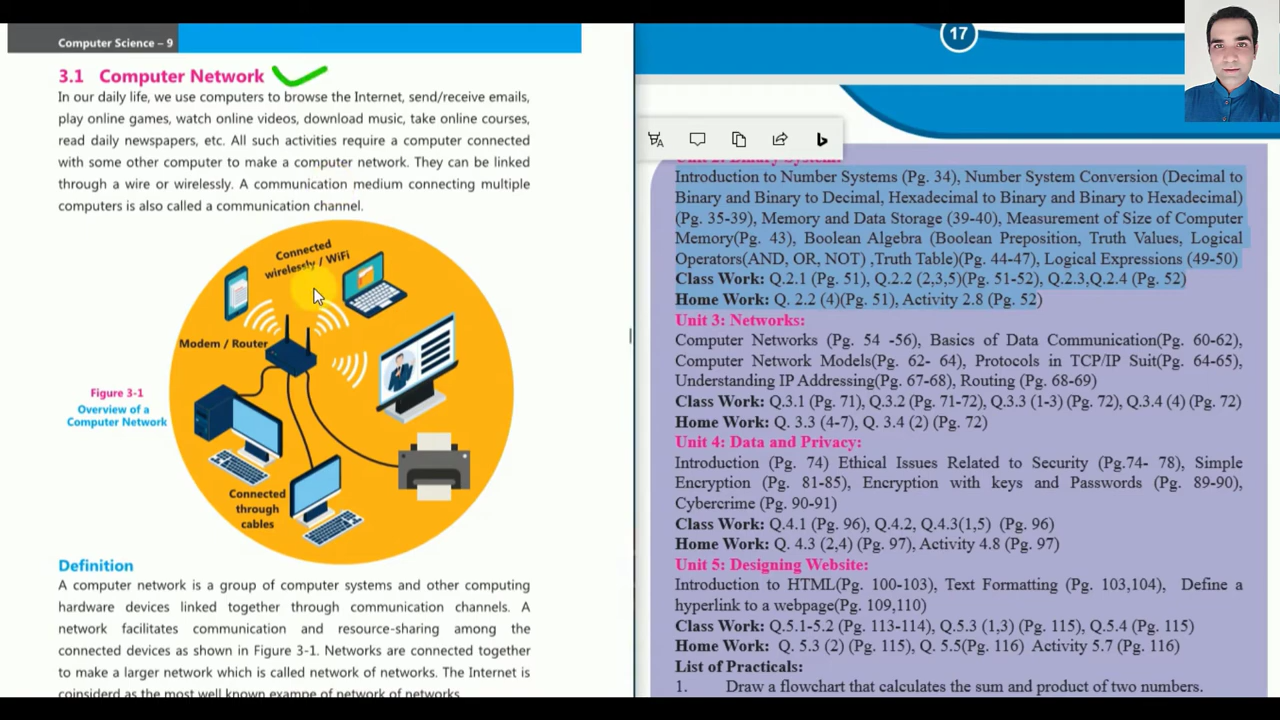 Computer Science – 9
3.1 Computer Network
In our daily life, we use computers to browse the Internet, send/receive emails,
play online games, watch online videos, download music, take online courses,
read daily newspapers, etc. All such activities require a computer connected
with some other computer to make a computer network. They can be linked
through a wire or wirelessly. A communication medium connecting multiple
computers is also called a communication channel.
Connected
wirelessly / WiFi
Modem / Router
Figure 3-1
Overview of a
Computer Network
Connected
through
cables
Definition
A computer network is a group of computer systems and other computing
hardware devices linked together through communication channels. A
network facilitates communication and resource-sharing among the
connected devices as shown in Figure 3-1. Networks are connected together
to make a larger network which is called network of networks. The Internet is
coinsiderd as the most well known exampe of network of networks
17
Unit 2: Binary System:
Introduction to Number Systems (Pg. 34), Number System Conversion (Decimal to
Binary and Binary to Decimal, Hexadecimal to Binary and Binary to Hexadecimal)
(Pg. 35-39), Memory and Data Storage (39-40), Measurement of Size of Computer
Memory(Pg. 43), Boolean Algebra (Boolean Preposition, Truth Values, Logical
Operators(AND, OR, NOT) ,Truth Table)(Pg. 44-47), Logical Expressions (49-50)
Class Work: Q.2.1 (Pg. 51), Q.2.2 (2,3,5)(Pg. 51-52), Q.2.3,Q.2.4 (Pg. 52)
Home Work: Q. 2.2 (4)(Pg. 51), Activity 2.8 (Pg. 52)
Unit 3: Networks:
Computer Networks (Pg. 54 -56), Basics of Data Communication(Pg. 60-62),
Computer Network Models(Pg. 62- 64), Protocols in TCP/IP Suit(Pg. 64-65),
Understanding IP Addressing(Pg. 67-68), Routing (Pg. 68-69)
Class Work: Q.3.1 (Pg. 71), Q.3.2 (Pg. 71-72), Q.3.3 (1-3) (Pg. 72), Q.3.4 (4) (Pg. 72)
Home Work: Q. 3.3 (4-7), Q. 3.4 (2) (Pg. 72)
Unit 4: Data and Privacy:
Introduction (Pg. 74) Ethical Issues Related to Security (Pg.74- 78), Simple
Encryption (Pg. 81-85), Encryption with keys and Passwords (Pg. 89-90),
Cybercrime (Pg. 90-91)
Class Work: Q.4.1 (Pg. 96), Q.4.2, Q.4.3(1,5) (Pg. 96)
Home Work: Q. 4.3 (2,4) (Pg. 97), Activity 4.8 (Pg. 97)
Unit 5: Designing Website:
Introduction to HTML(Pg. 100-103), Text Formatting (Pg. 103,104), Define a
hyperlink to a webpage(Pg. 109,110)
Class Work: Q.5.1-5.2 (Pg. 113-114), Q.5.3 (1,3) (Pg. 115), Q.5.4 (Pg. 115)
Home Work: Q. 5.3 (2) (Pg. 115), Q. 5.5(Pg. 116) Activity 5.7 (Pg. 116)
List of Practicals:
1. Draw a flowchart that calculates the sum and product of two numbers.